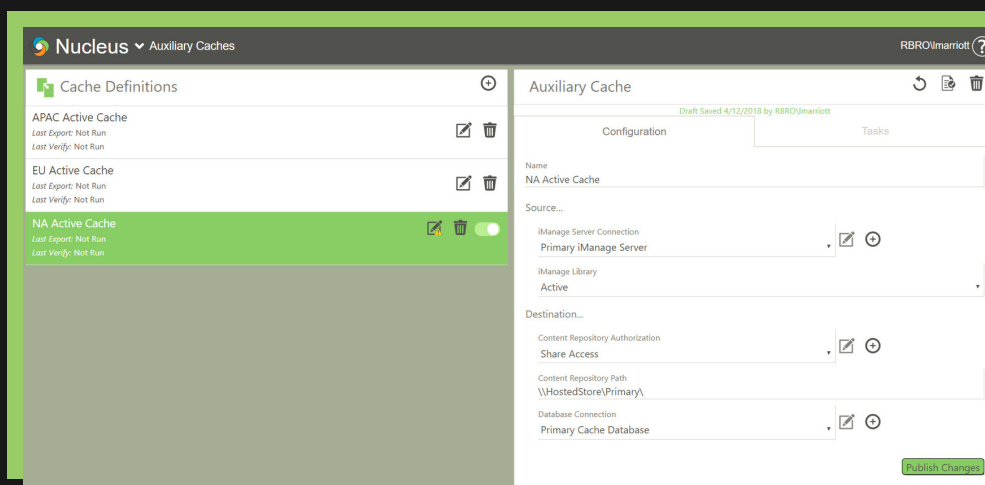 Nucleus Auxiliary Caches
RBRO\lmarriott ?
Cache Definitions
APAC Active Cache
Last Export: Not Run
Last Verify: Not Run
EU Active Cache
Last Export: Not Run
Last Verify: Not Run
NA Active Cache
Last Export: Not Run
Last Verify: Not Run
Auxiliary Cache
Draft Saved 4/12/2018 by RBRO\lmarriott
Configuration
Tasks
Name
NA Active Cache
Source...
iManage Server Connection
Primary iManage Server
iManage Library
Active
Destination...
Content Repository Authorization
Share Access
Content Repository Path
\\HostedStore\Primary\
Database Connection
Primary Cache Database
Publish Changes